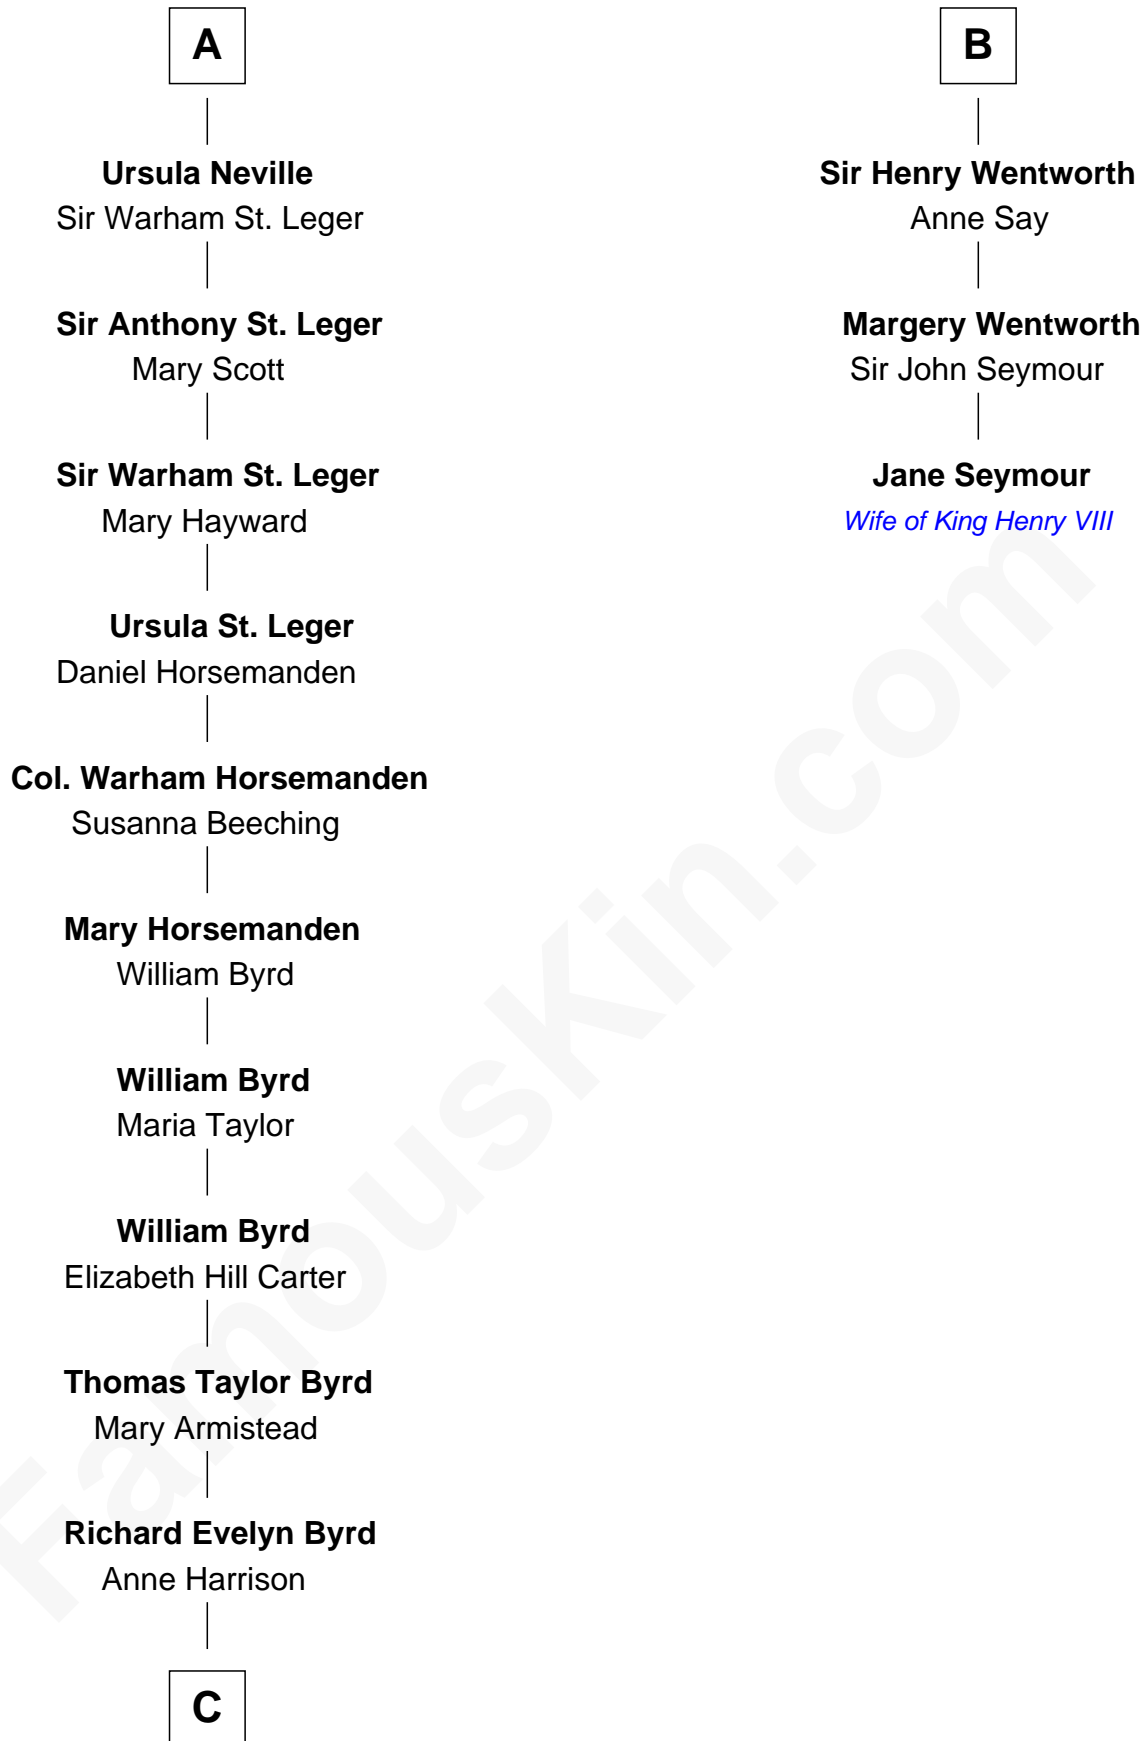 A
Ursula Neville
Sir Warham St. Leger
Sir Anthony St. Leger
Mary Scott
Sir Warham St. Leger
Mary Hayward
Ursula St. Leger
Daniel Horsemanden
Col. Warham Horsemanden
Susanna Beeching
Mary Horsemanden
William Byrd
William Byrd
Maria Taylor
William Byrd
Elizabeth Hill Carter
Thomas Taylor Byrd
Mary Armistead
Richard Evelyn Byrd
Anne Harrison
C
B
Sir Henry Wentworth
Anne Say
Margery Wentworth
Sir John Seymour
Jane Seymour
Wife of King Henry VIII
FamousKin.com